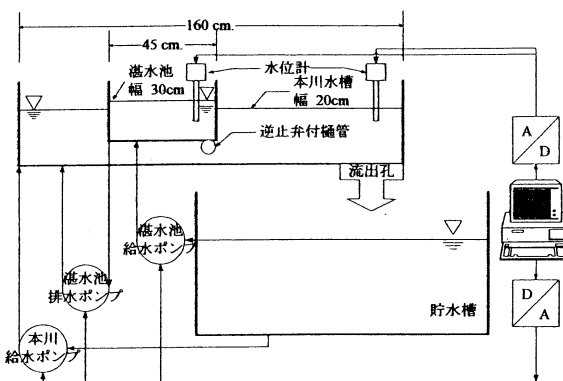 160 cm.
45 cm.
湛水池
幅 30cm
水位計
本川水槽
幅 20cm
逆止弁付樋管
流出孔
A
D
湛水池
給水ポンプ
湛水池
排水ポンプ
本川
給水ポンプ
貯水槽
D
A